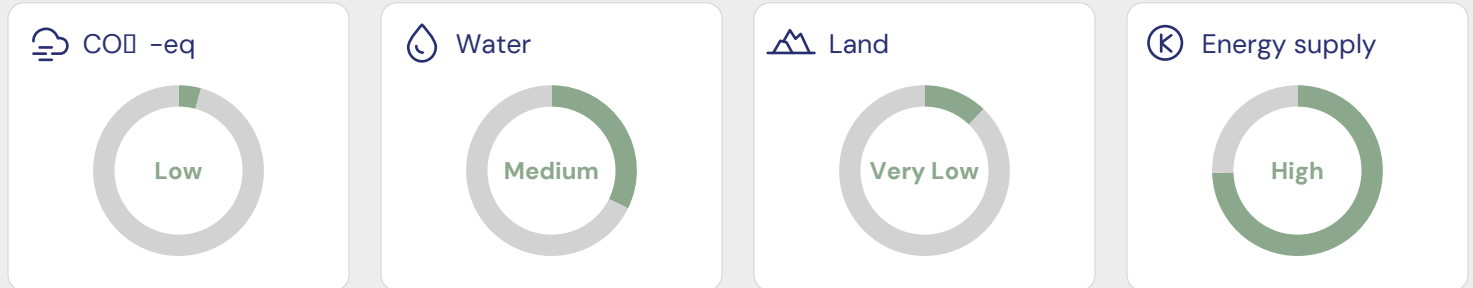 CO▯ -eq
Low
Water
Medium
Land
Very Low
Energy supply
High